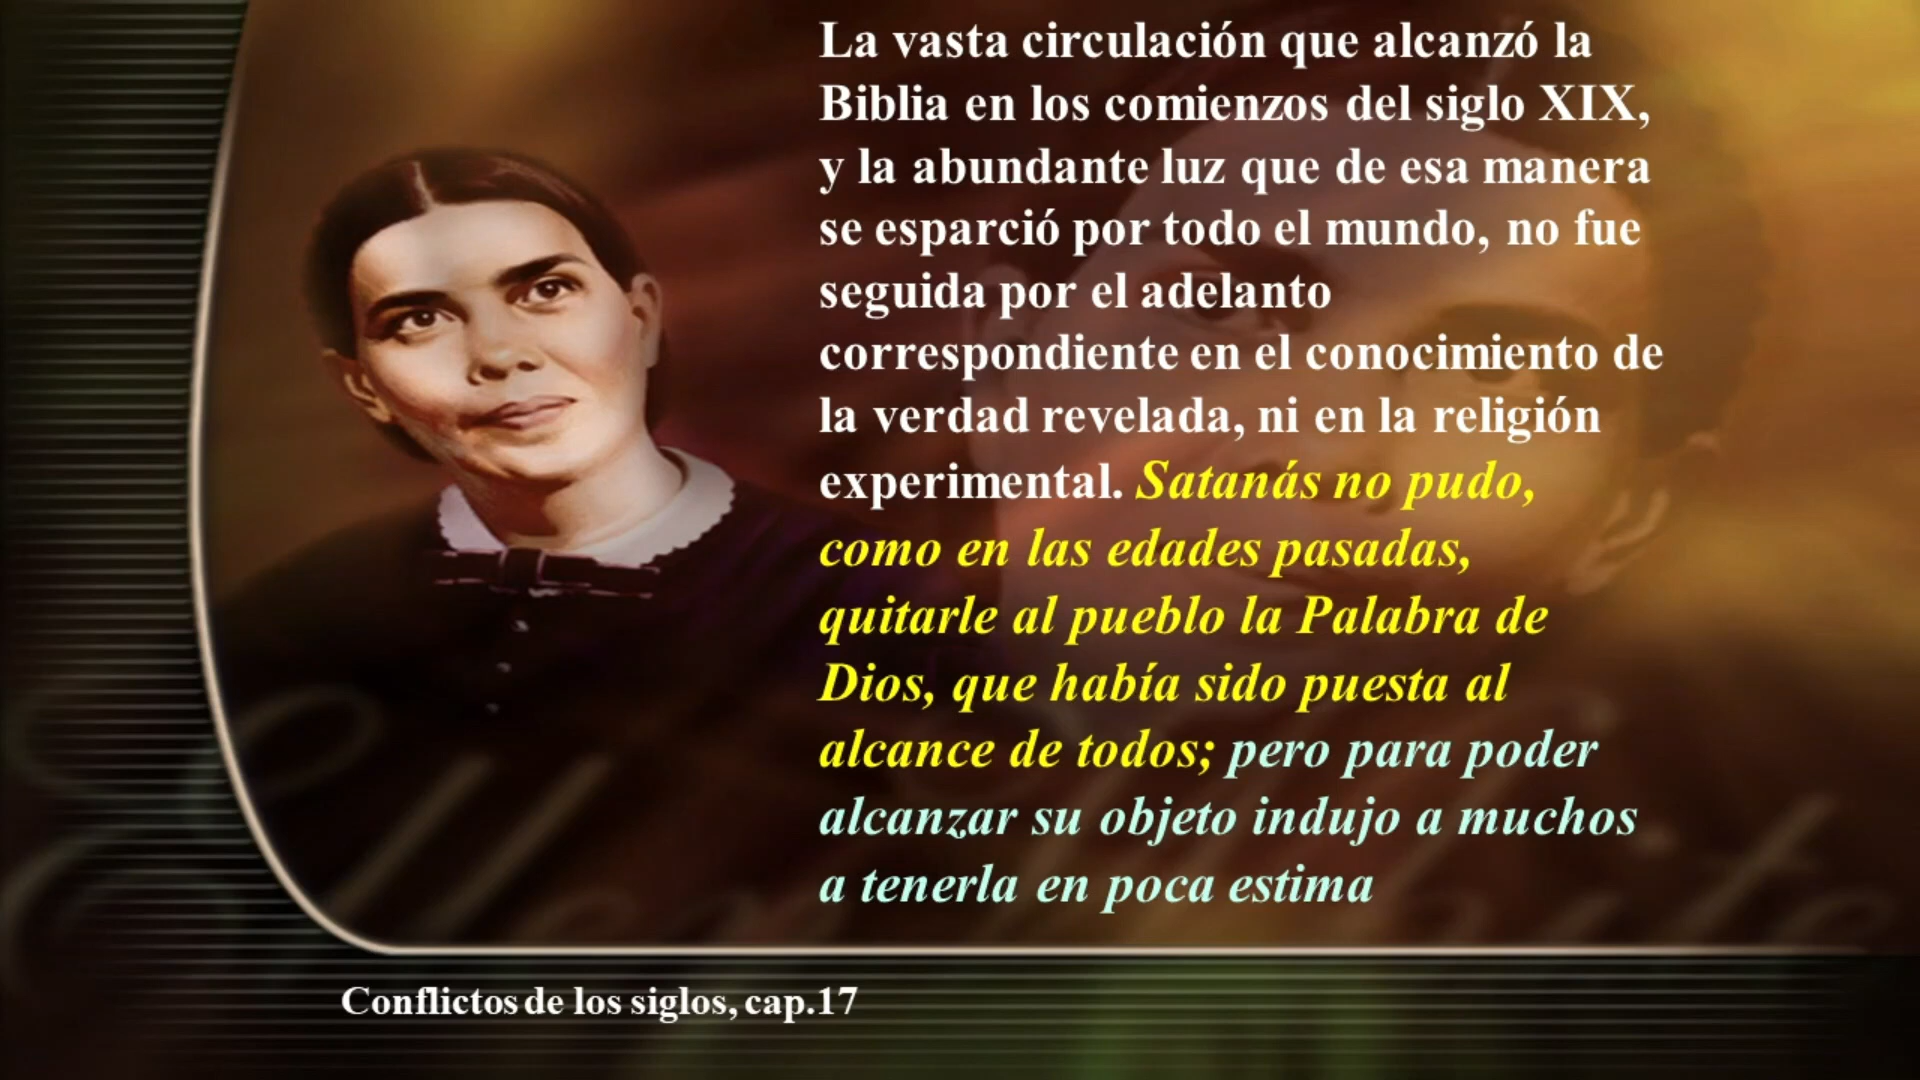 La vasta circulación que alcanzó la
Biblia en los comienzos del siglo XIX,
y la abundante luz que de esa manera
se esparció por todo el mundo, no fue
seguida por el adelanto
correspondiente en el conocimiento de
la verdad revelada, ni en la religión
experimental. Satanás no pudo,
como en las edades pasadas,
quitarle al pueblo la Palabra de
Dios, que había sido puesta al
alcance de todos; pero para poder
alcanzar su objeto indujo a muchos
a tenerla en poca estima
Conflictos de los siglos, cap.17